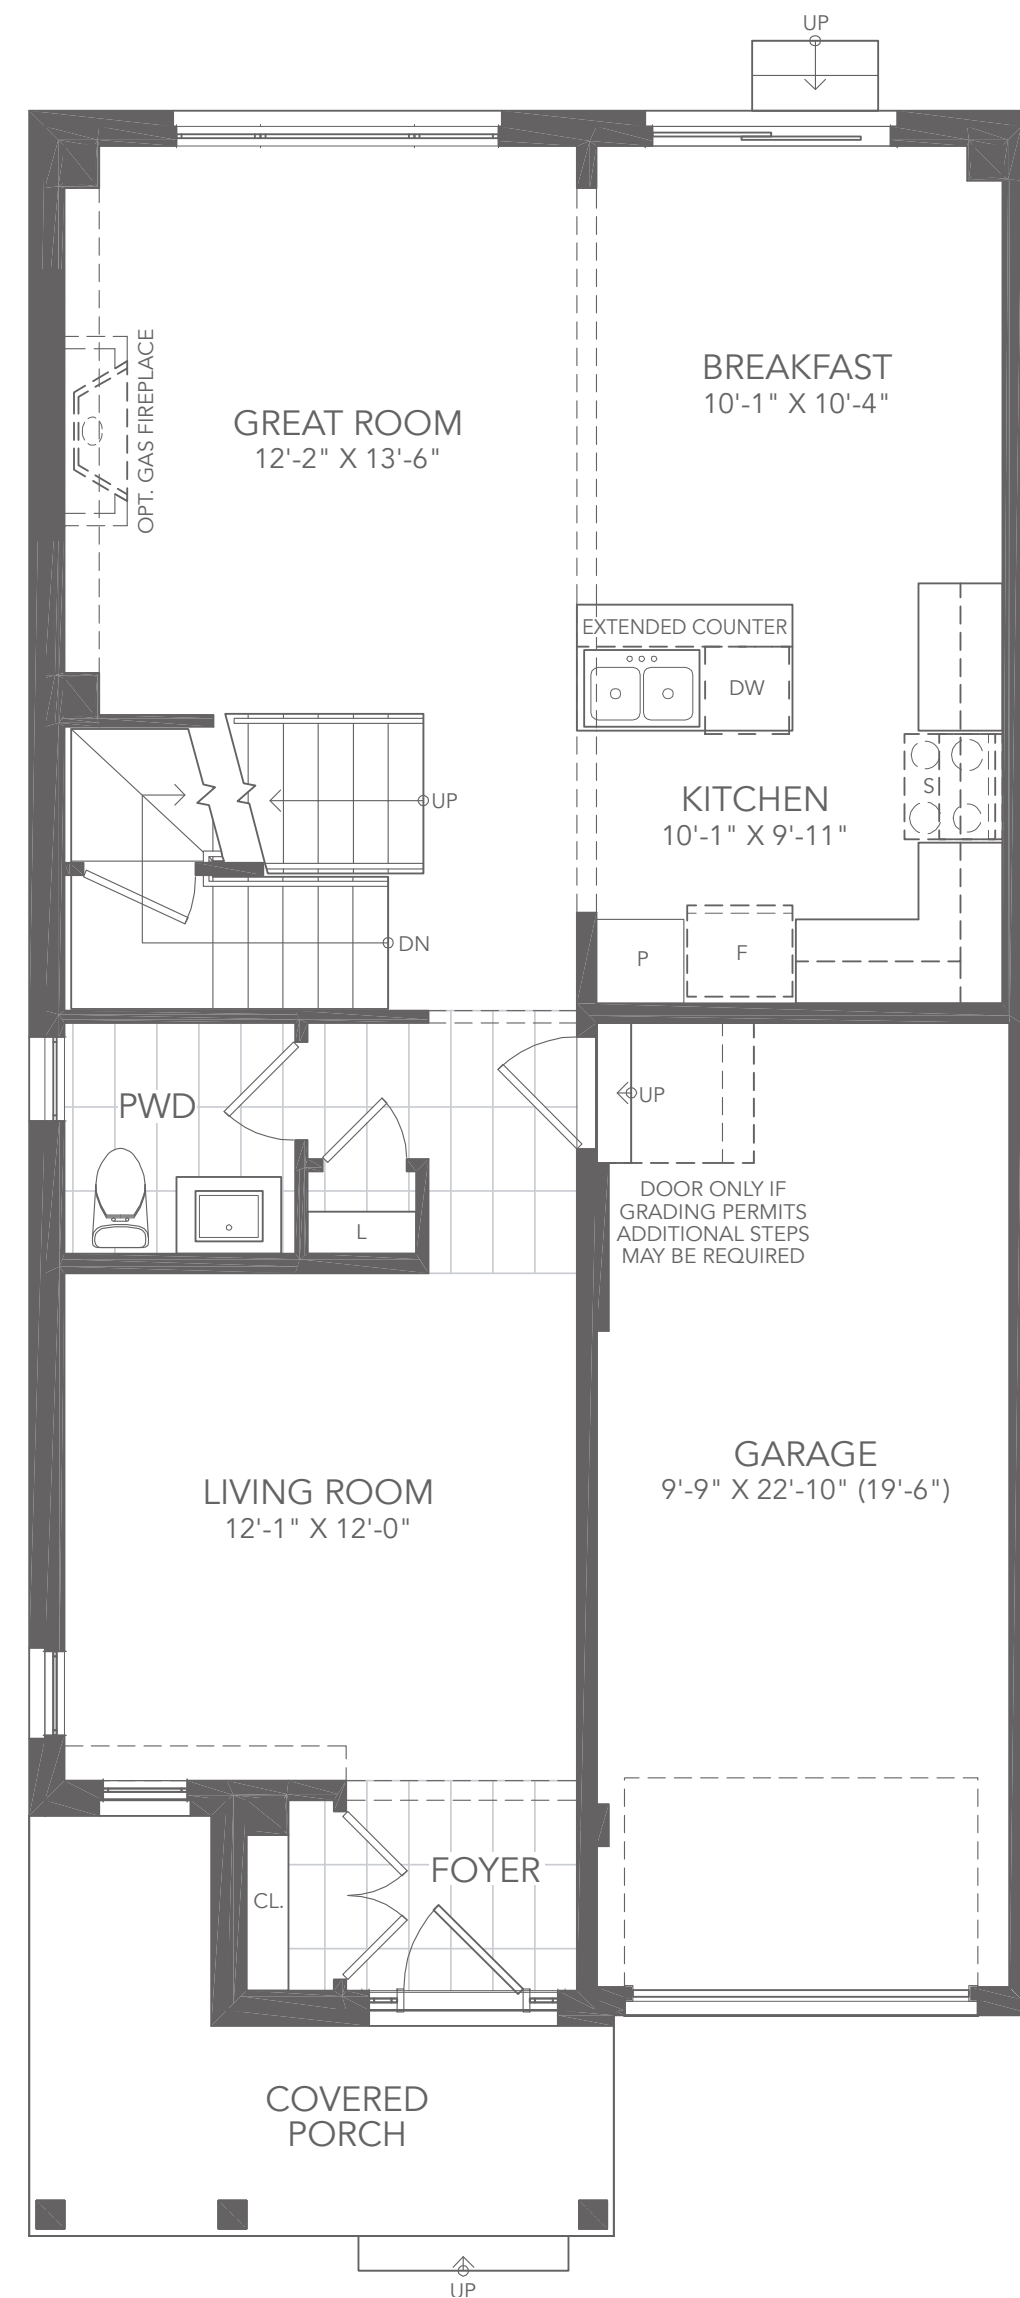 UP
BREAKFAST
10'-1" X 10'-4"
GREAT ROOM
12'-2" X 13'-6"
OPT. GAS FIREPLACE
EXTENDED COUNTER
DW
S
KITCHEN
10'-1" X 9'-11"
UP
DN
P
F
PWD
UP
L
DOOR ONLY IF
GRADING PERMITS
ADDITIONAL STEPS
MAY BE REQUIRED
GARAGE
9'-9" X 22'-10" (19'-6")
LIVING ROOM
12'-1" X 12'-0"
FOYER
CL.
COVERED
PORCH
UP